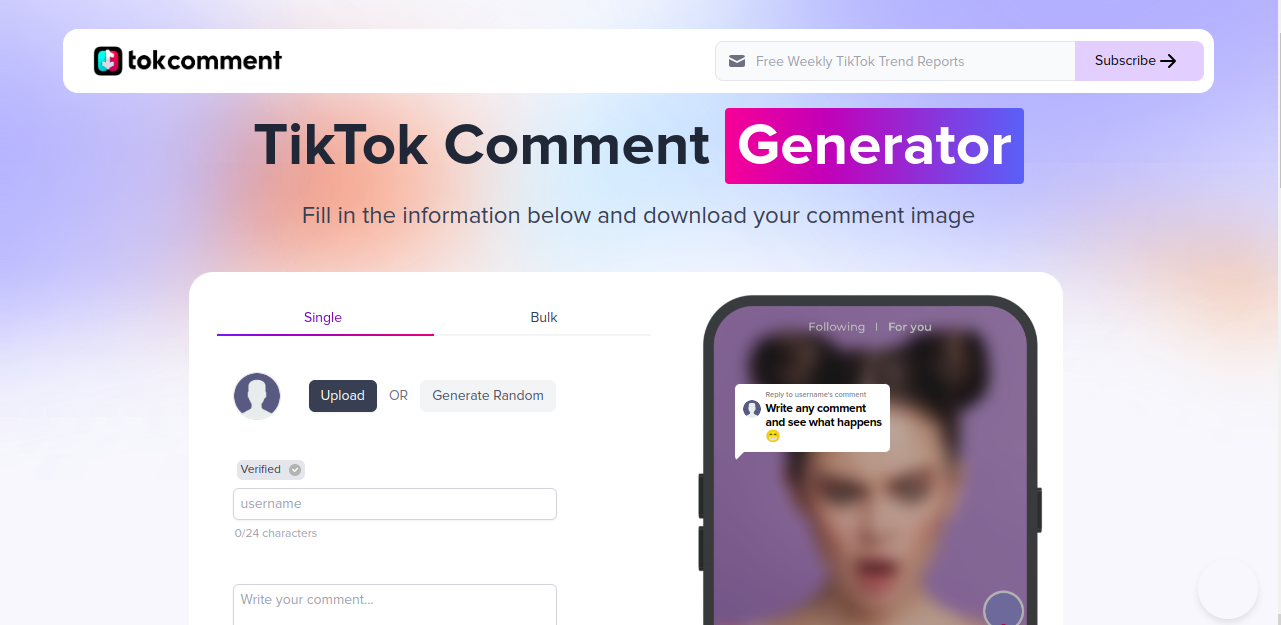 tokcomment
Free Weekly TikTok Trend Reports
Subscribe
TikTok Comment Generator
Fill in the information below and download your comment image
Single
Bulk
Following | For you
Upload
OR
Generate Random
Reply to username's comment
Write any comment
and see what happens
😁
Verified
username
0/24 characters
Write your comment...